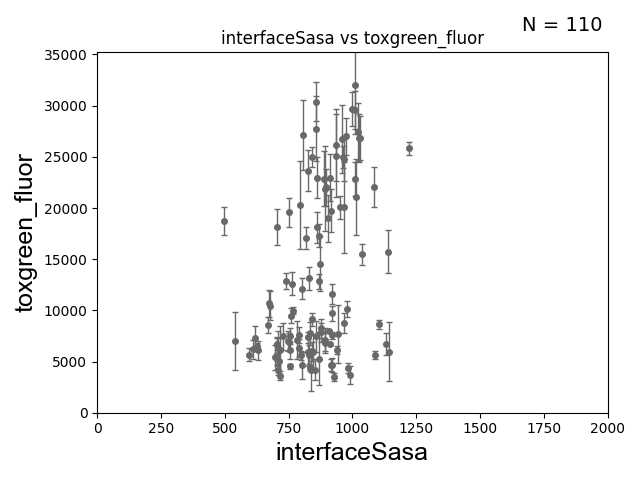 N = 110
interfaceSasa vs toxgreen_fluor
35000
30000
25000
20000
15000
10000
5000
0
toxgreen_fluor
0 250 500 750 1000 1250 1500 1750 2000
interfaceSasa